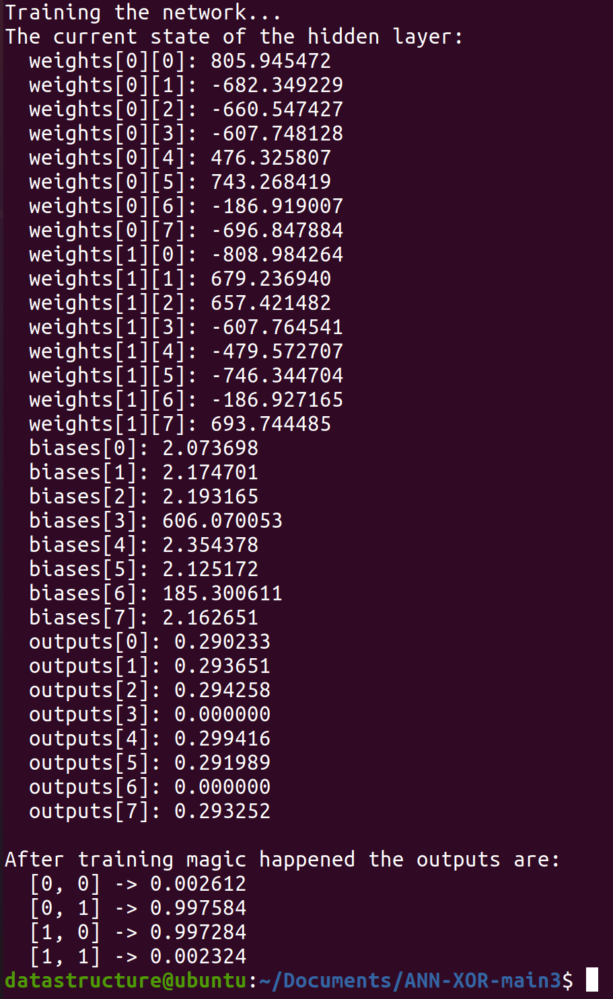 Training the network...
The current state of the hidden layer:
  weights[0][0]: 805.945472
  weights[0][1]: -682.349229
  weights[0][2]: -660.547427
  weights[0][3]: -607.748128
  weights[0][4]: 476.325807
  weights[0][5]: 743.268419
  weights[0][6]: -186.919007
  weights[0][7]: -696.847884
  weights[1][0]: -808.984264
  weights[1][1]: 679.236940
  weights[1][2]: 657.421482
  weights[1][3]: -607.764541
  weights[1][4]: -479.572707
  weights[1][5]: -746.344704
  weights[1][6]: -186.927165
  weights[1][7]: 693.744485
  biases[0]: 2.073698
  biases[1]: 2.174701
  biases[2]: 2.193165
  biases[3]: 606.070053
  biases[4]: 2.354378
  biases[5]: 2.125172
  biases[6]: 185.300611
  biases[7]: 2.162651
  outputs[0]: 0.290233
  outputs[1]: 0.293651
  outputs[2]: 0.294258
  outputs[3]: 0.000000
  outputs[4]: 0.299416
  outputs[5]: 0.291989
  outputs[6]: 0.000000
  outputs[7]: 0.293252

After training magic happened the outputs are:
  [0, 0] -> 0.002612
  [0, 1] -> 0.997584
  [1, 0] -> 0.997284
  [1, 1] -> 0.002324
datastructure@ubuntu:~/Documents/ANN-XOR-main3$